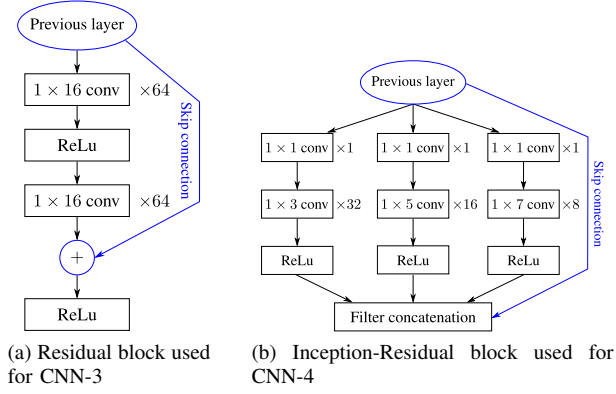 Previous layer
1 × 16 conv ×64
ReLu
1 × 16 conv ×64
+
ReLu
Skip connection
(a) Residual block used
for CNN-3
Previous layer
1 × 1 conv ×1 1 × 1 conv ×1 1 × 1 conv ×1
1 × 3 conv ×32 1 × 5 conv ×16 1 × 7 conv ×8
ReLu ReLu ReLu
Filter concatenation
Skip connection
(b) Inception-Residual block used for
CNN-4